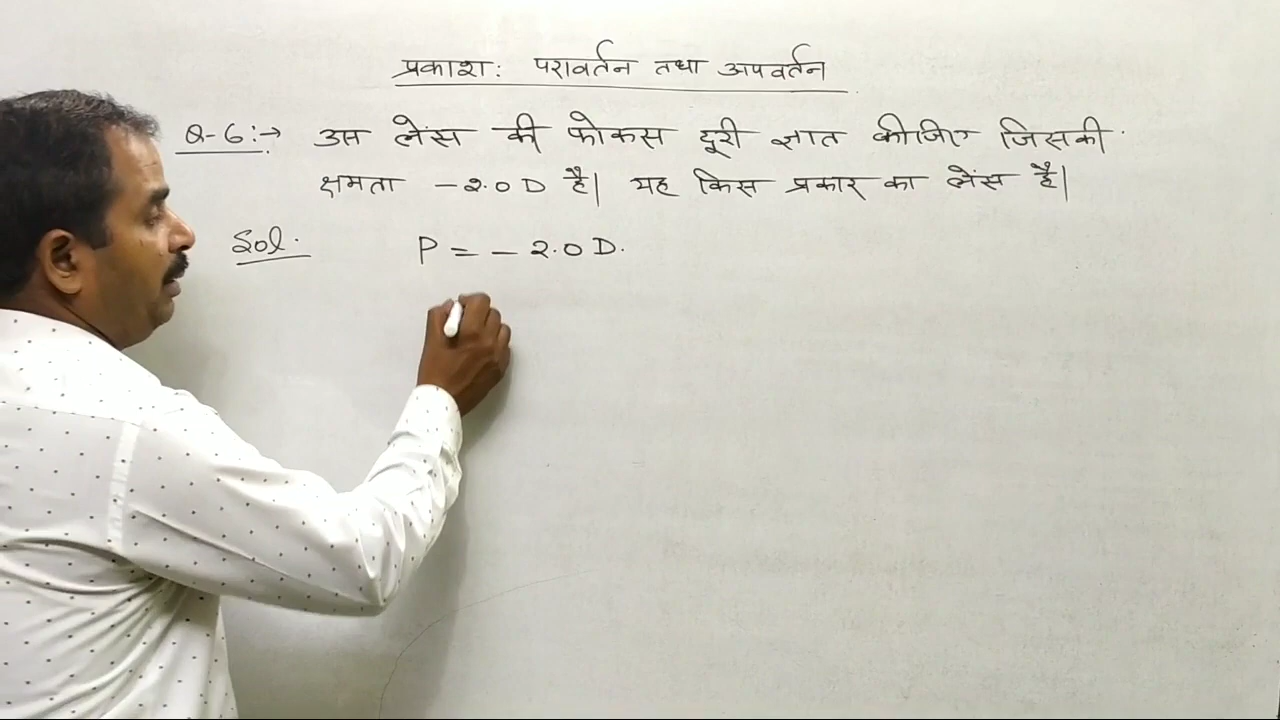 प्रकाश: परावर्तन तथा अपवर्तन
Q-6:→ उस लेंस की फोकस दूरी ज्ञात कीजिए जिसकी
क्षमता -2.0 D है। यह किस प्रकार का लेंस है।
Sol. P = - 2.0 D.